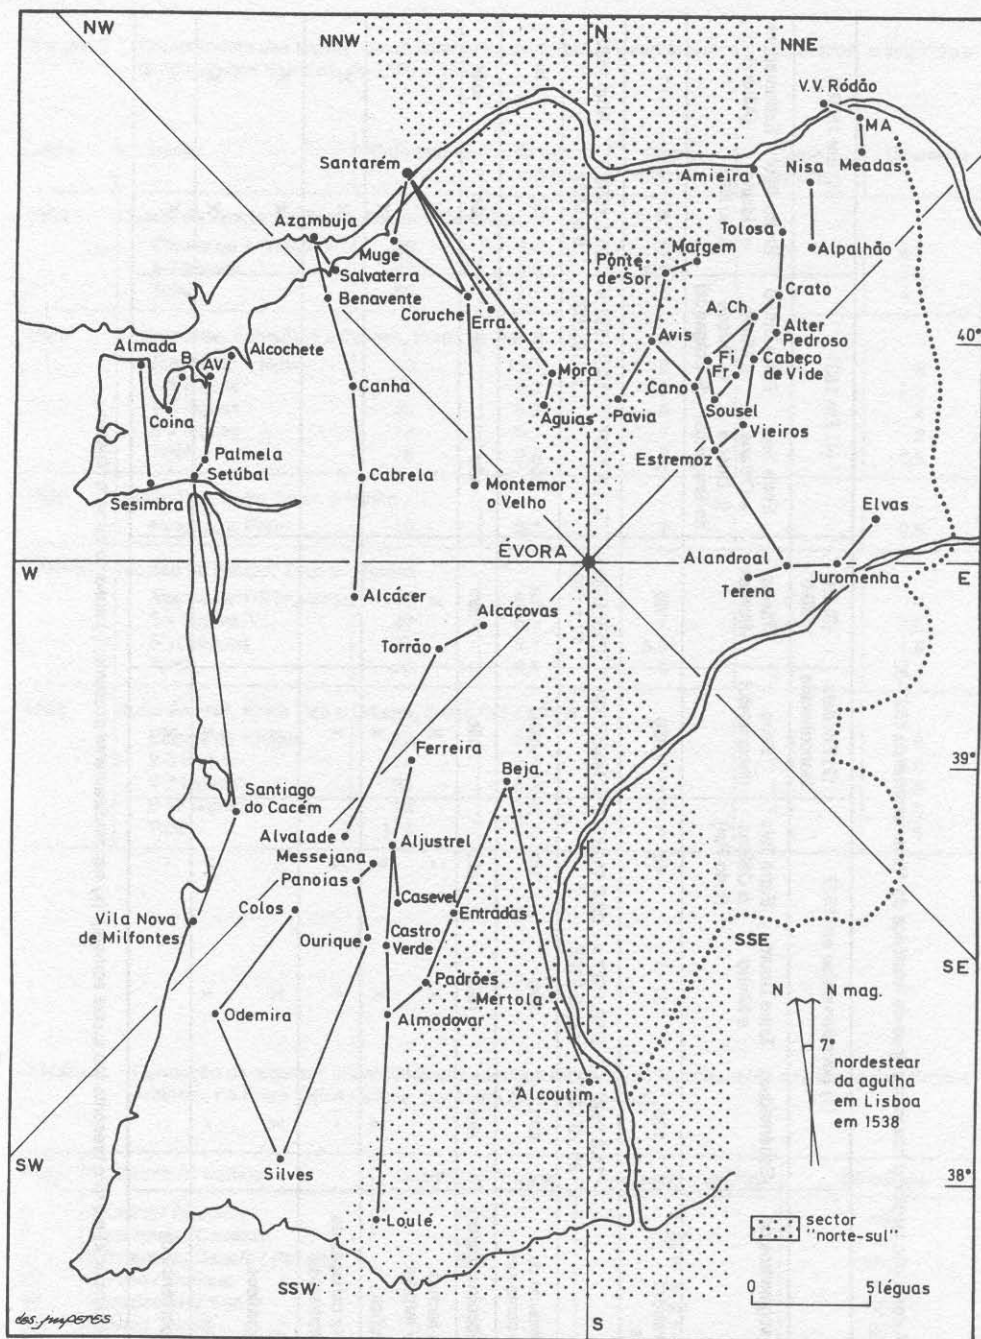 NW
NNW
N
NNE
V.V. Ródão
MA
Santarém
Nisa
Meadas
Amieira
Azambuja
Tolosa
Muge
Margem
Alpalhão
Salvaterra
Ponte
de Sor
Benavente
Crato
Coruche
Erra
A. Ch
Avis
Alter
Pedroso
40°
Almada
B
AV
Alcochete
Fi
Fr
Cabeço
de Vide
Mora
Cano
Canha
Coina
Aguias
Pavia
Sousel
Vieiros
Palmela
Setúbal
Estremoz
Cabrela
Montemor
o Velho
Sesimbra
Elvas
ÉVORA
Alandroal
W
Terena
Juromenha
E
Alcácer
Alcáçovas
Torrão
Ferreira
Beja
39°
Santiago
do Cacém
Alvalade
Aljustrel
Messejana
Panoias
Casevel
Colos
Entradas
Vila Nova
de Milfontes
Ourique
Castro
Verde
SSE
SE
Padrões
Mértola
N
N mag.
Odemira
Almodovar
7°
nordestear
da agulha
em Lisboa
em 1538
Alcoutim
SW
Silves
38°
Loulé
sector
"norte-sul"
SSW
0
5 léguas
S